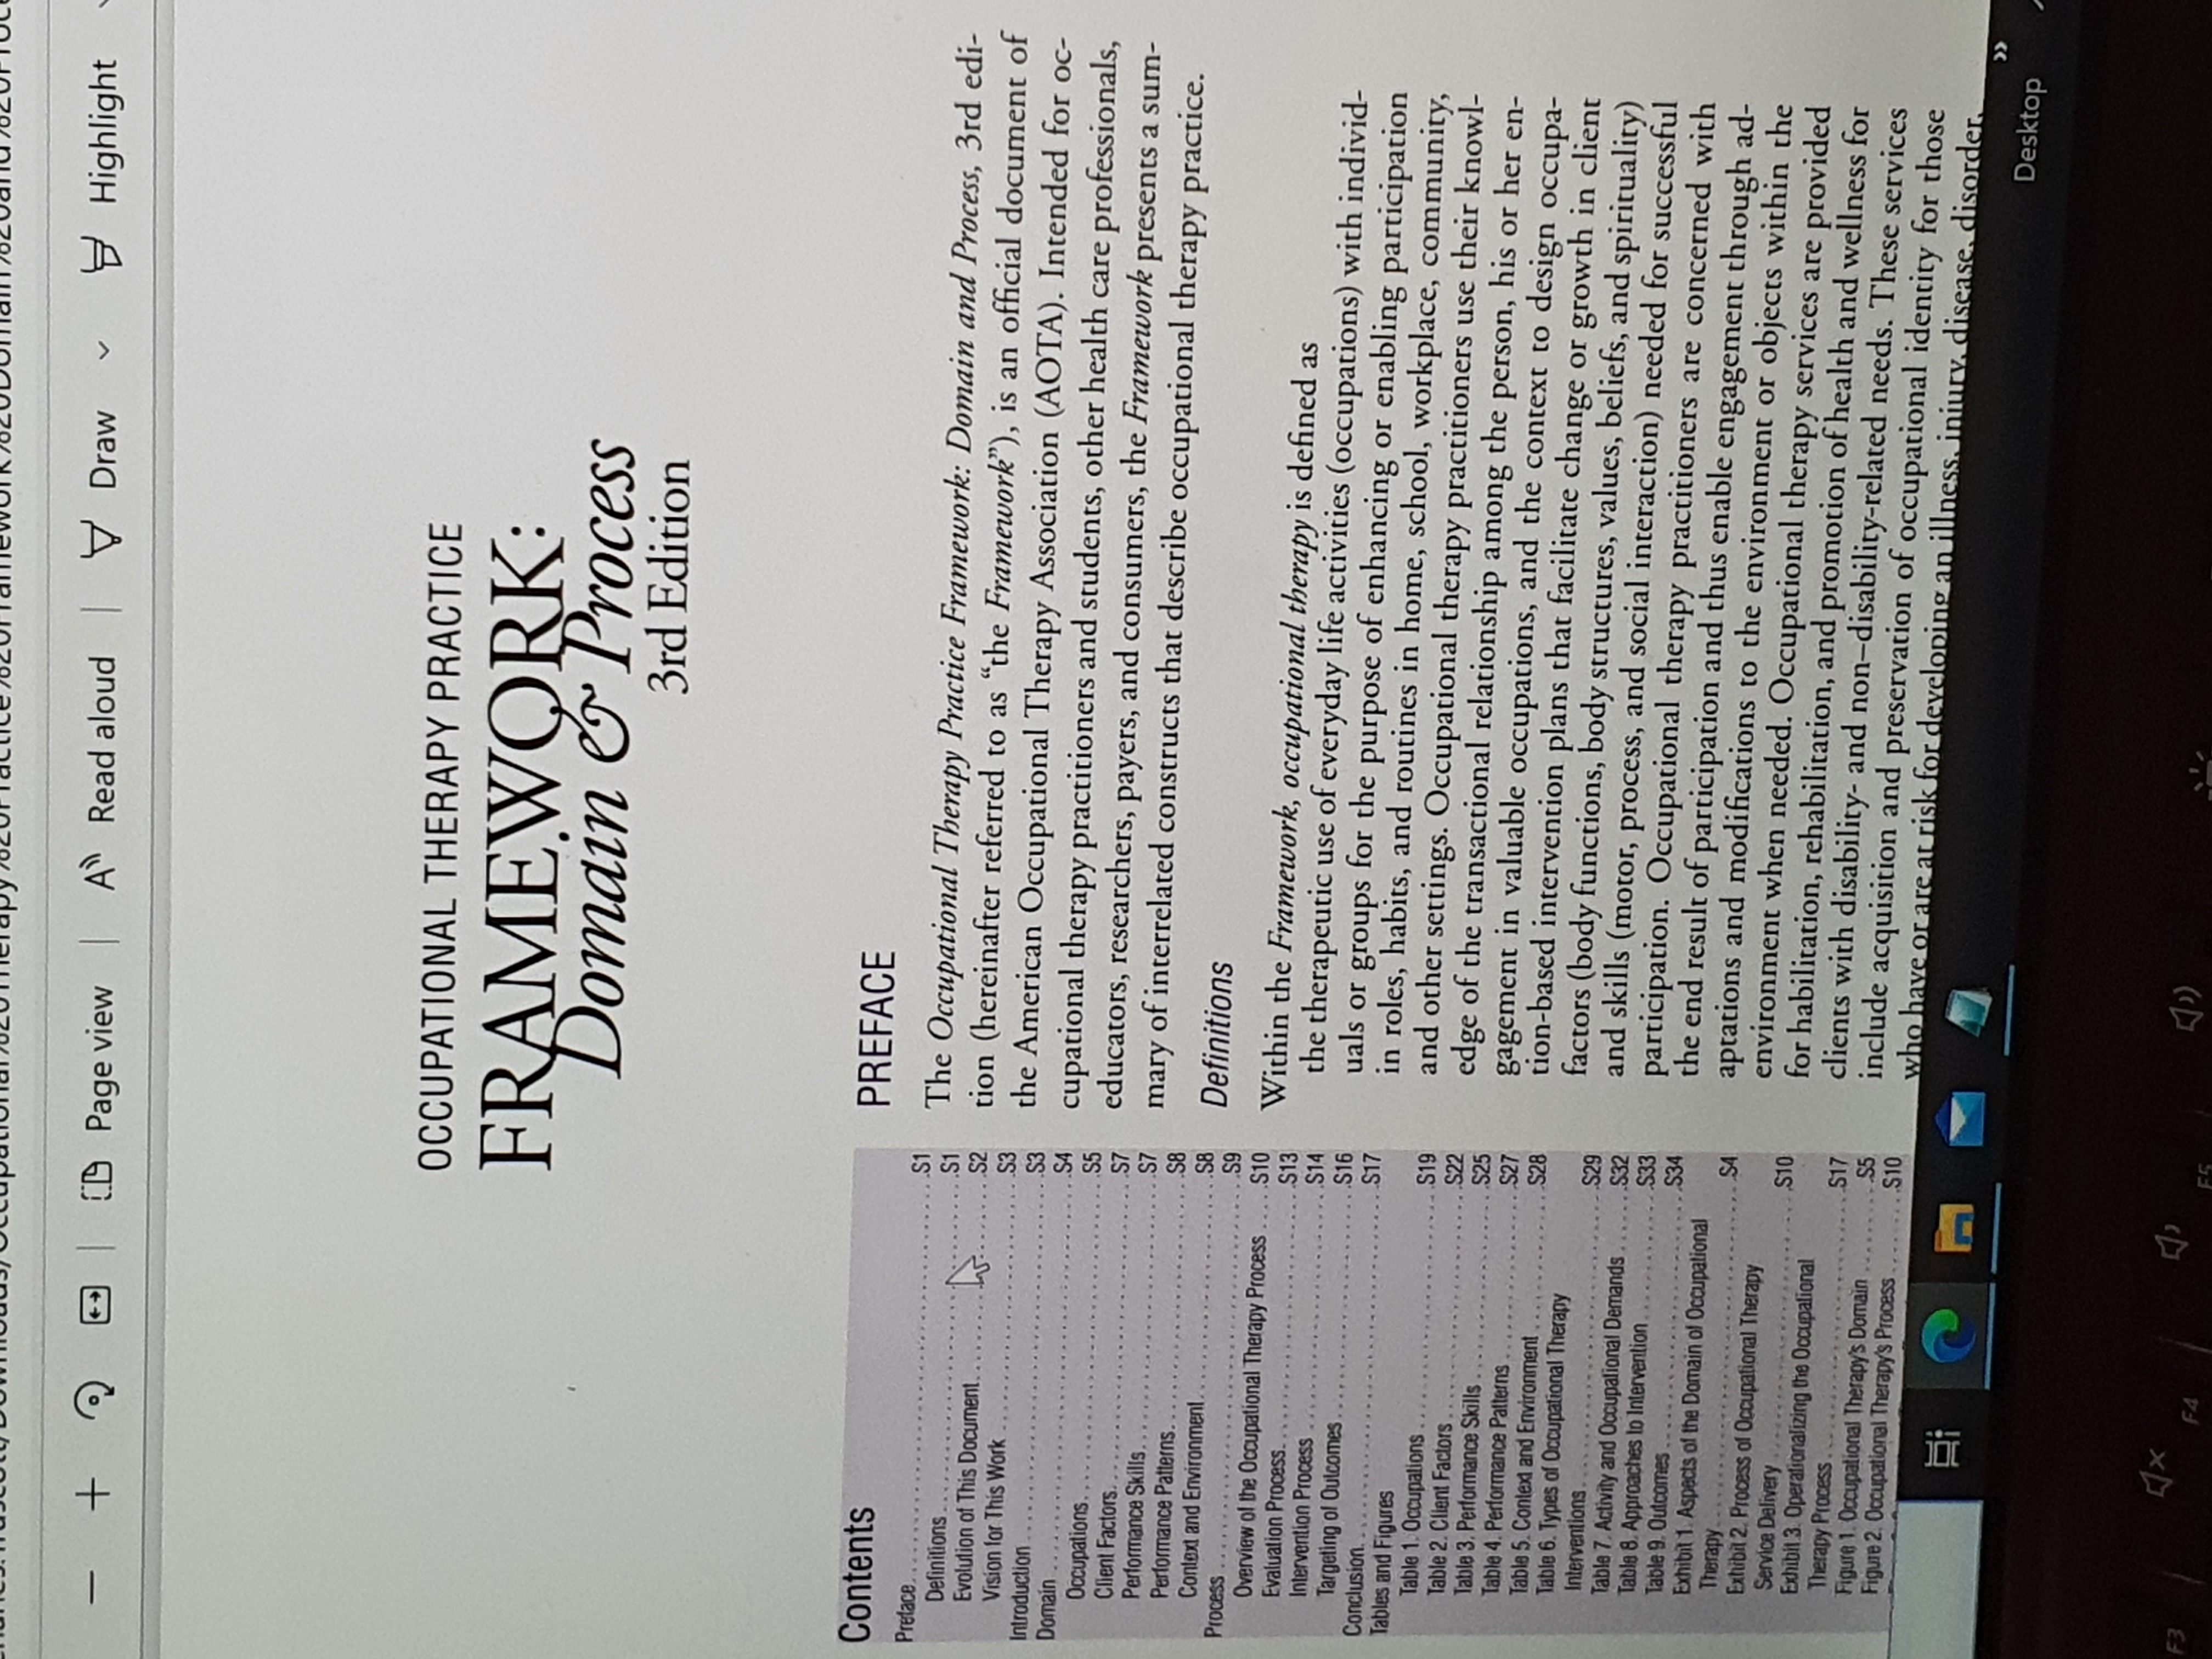 Page view
Read aloud
Draw
Highlight
OCCUPATIONAL THERAPY PRACTICE
FRAMEWORK:
Domain & Process
3rd Edition
Contents
Preface S1
Definitions S1
Evolution of This Document S2
Vision for This Work S3
Introduction S3
Domain S4
Occupations S5
Client Factors S7
Performance Skills S7
Performance Patterns S8
Context and Environment S8
Process S9
Overview of the Occupational Therapy Process S10
Evaluation Process S13
Intervention Process S14
Targeting of Outcomes S16
Conclusion S17
Tables and Figures
Table 1. Occupations S19
Table 2. Client Factors S22
Table 3. Performance Skills S25
Table 4. Performance Patterns S27
Table 5. Context and Environment S28
Table 6. Types of Occupational Therapy
Interventions S29
Table 7. Activity and Occupational Demands S32
Table 8. Approaches to Intervention S33
Table 9. Outcomes S34
Exhibit 1. Aspects of the Domain of Occupational
Therapy S4
Exhibit 2. Process of Occupational Therapy
Service Delivery S10
Exhibit 3. Operationalizing the Occupational
Therapy Process S17
Figure 1. Occupational Therapy's Domain S5
Figure 2. Occupational Therapy's Process S10
PREFACE
The Occupational Therapy Practice Framework: Domain and Process, 3rd edi-
tion (hereinafter referred to as “the Framework”), is an official document of
the American Occupational Therapy Association (AOTA). Intended for oc-
cupational therapy practitioners and students, other health care professionals,
educators, researchers, payers, and consumers, the Framework presents a sum-
mary of interrelated constructs that describe occupational therapy practice.
Definitions
Within the Framework, occupational therapy is defined as
the therapeutic use of everyday life activities (occupations) with individ-
uals or groups for the purpose of enhancing or enabling participation
in roles, habits, and routines in home, school, workplace, community,
and other settings. Occupational therapy practitioners use their knowl-
edge of the transactional relationship among the person, his or her en-
gagement in valuable occupations, and the context to design occupa-
tion-based intervention plans that facilitate change or growth in client
factors (body functions, body structures, values, beliefs, and spirituality)
and skills (motor, process, and social interaction) needed for successful
participation. Occupational therapy practitioners are concerned with
the end result of participation and thus enable engagement through ad-
aptations and modifications to the environment or objects within the
environment when needed. Occupational therapy services are provided
for habilitation, rehabilitation, and promotion of health and wellness for
clients with disability- and non–disability-related needs. These services
include acquisition and preservation of occupational identity for those
who have or are at risk for developing an illness, injury, disease, disorder,
Desktop
F3
F4
F5